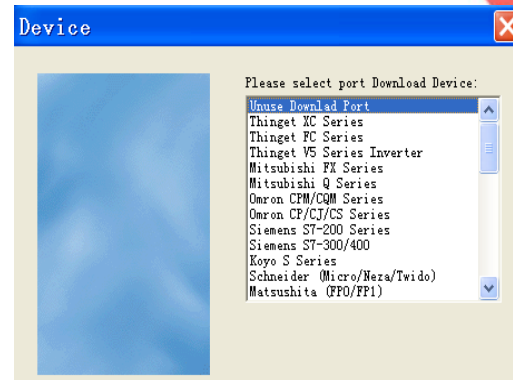 Device
Please select port Download Device:
Unuse Downlad Port
Thinget XC Series
Thinget FC Series
Thinget V5 Series Inverter
Mitsubishi FX Series
Mitsubishi Q Series
Omron CPM/CQM Series
Omron CP/CJ/CS Series
Siemens S7-200 Series
Siemens S7-300/400
Koyo S Series
Schneider (Micro/Neza/Twido)
Matsushita (FP0/FP1)